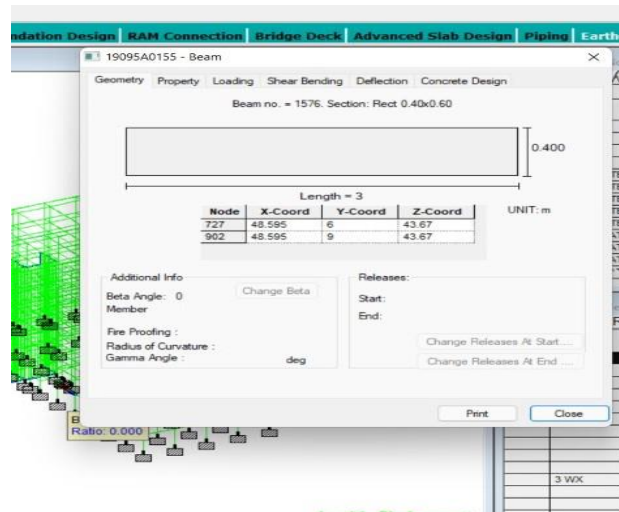 ndation Design RAM Connection Bridge Deck Advanced Slab Design Piping Earth
19095A0155 - Beam
Geometry Property Loading Shear Bending Deflection Concrete Design
Beam no. = 1576. Section: Rect 0.40x0.60
0.400
Length = 3
UNIT: m
Node X-Coord Y-Coord Z-Coord
727 48.595 6 43.67
902 48.595 9 43.67
Additional Info
Beta Angle: 0
Change Beta
Member
Fire Proofing :
Radius of Curvature :
Gamma Angle :
deg
Releases:
Start:
End:
Change Releases At Start....
Change Releases At End ....
Print Close
Ratio: 0.000
3 WX